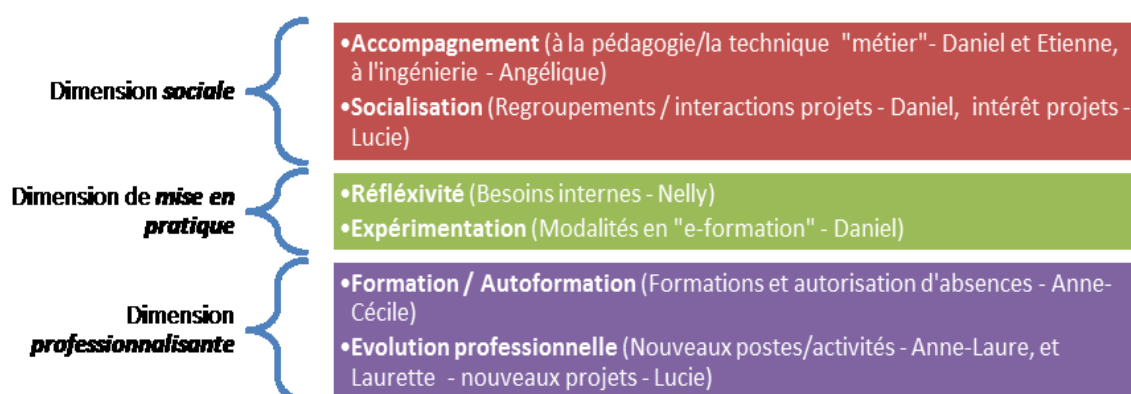 Dimension sociale
•Accompagnement (à la pédagogie/la technique "métier"- Daniel et Etienne,
à l'ingénierie - Angélique)
•Socialisation (Regroupements / interactions projets - Daniel, intérêt projets -
Lucie)
Dimension de mise en
pratique
•Réfléxivité (Besoins internes - Nelly)
•Expérimentation (Modalités en "e-formation" - Daniel)
Dimension
professionnalisante
•Formation / Autoformation (Formations et autorisation d'absences - Anne-
Cécile)
•Evolution professionnelle (Nouveaux postes/activités - Anne-Laure, et
Laurette - nouveaux projets - Lucie)